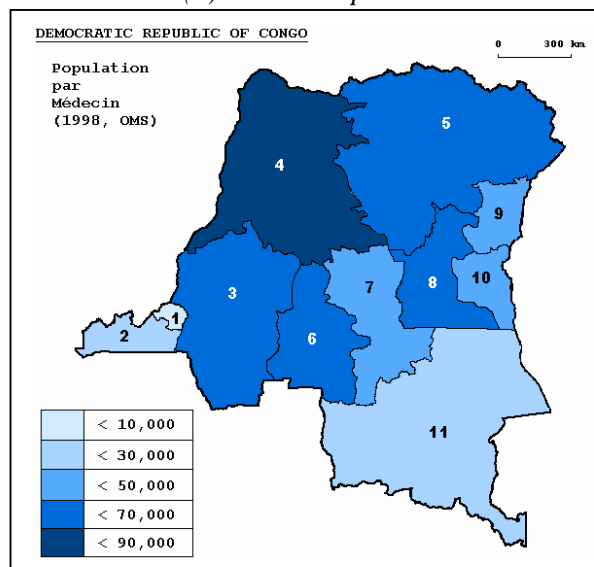 DEMOCRATIC REPUBLIC OF CONGO
0 300 km
Population
par
Médecin
(1998, OMS)
5
4
9
10
7
8
3
1
2
6
11
< 10,000
< 30,000
< 50,000
< 70,000
< 90,000